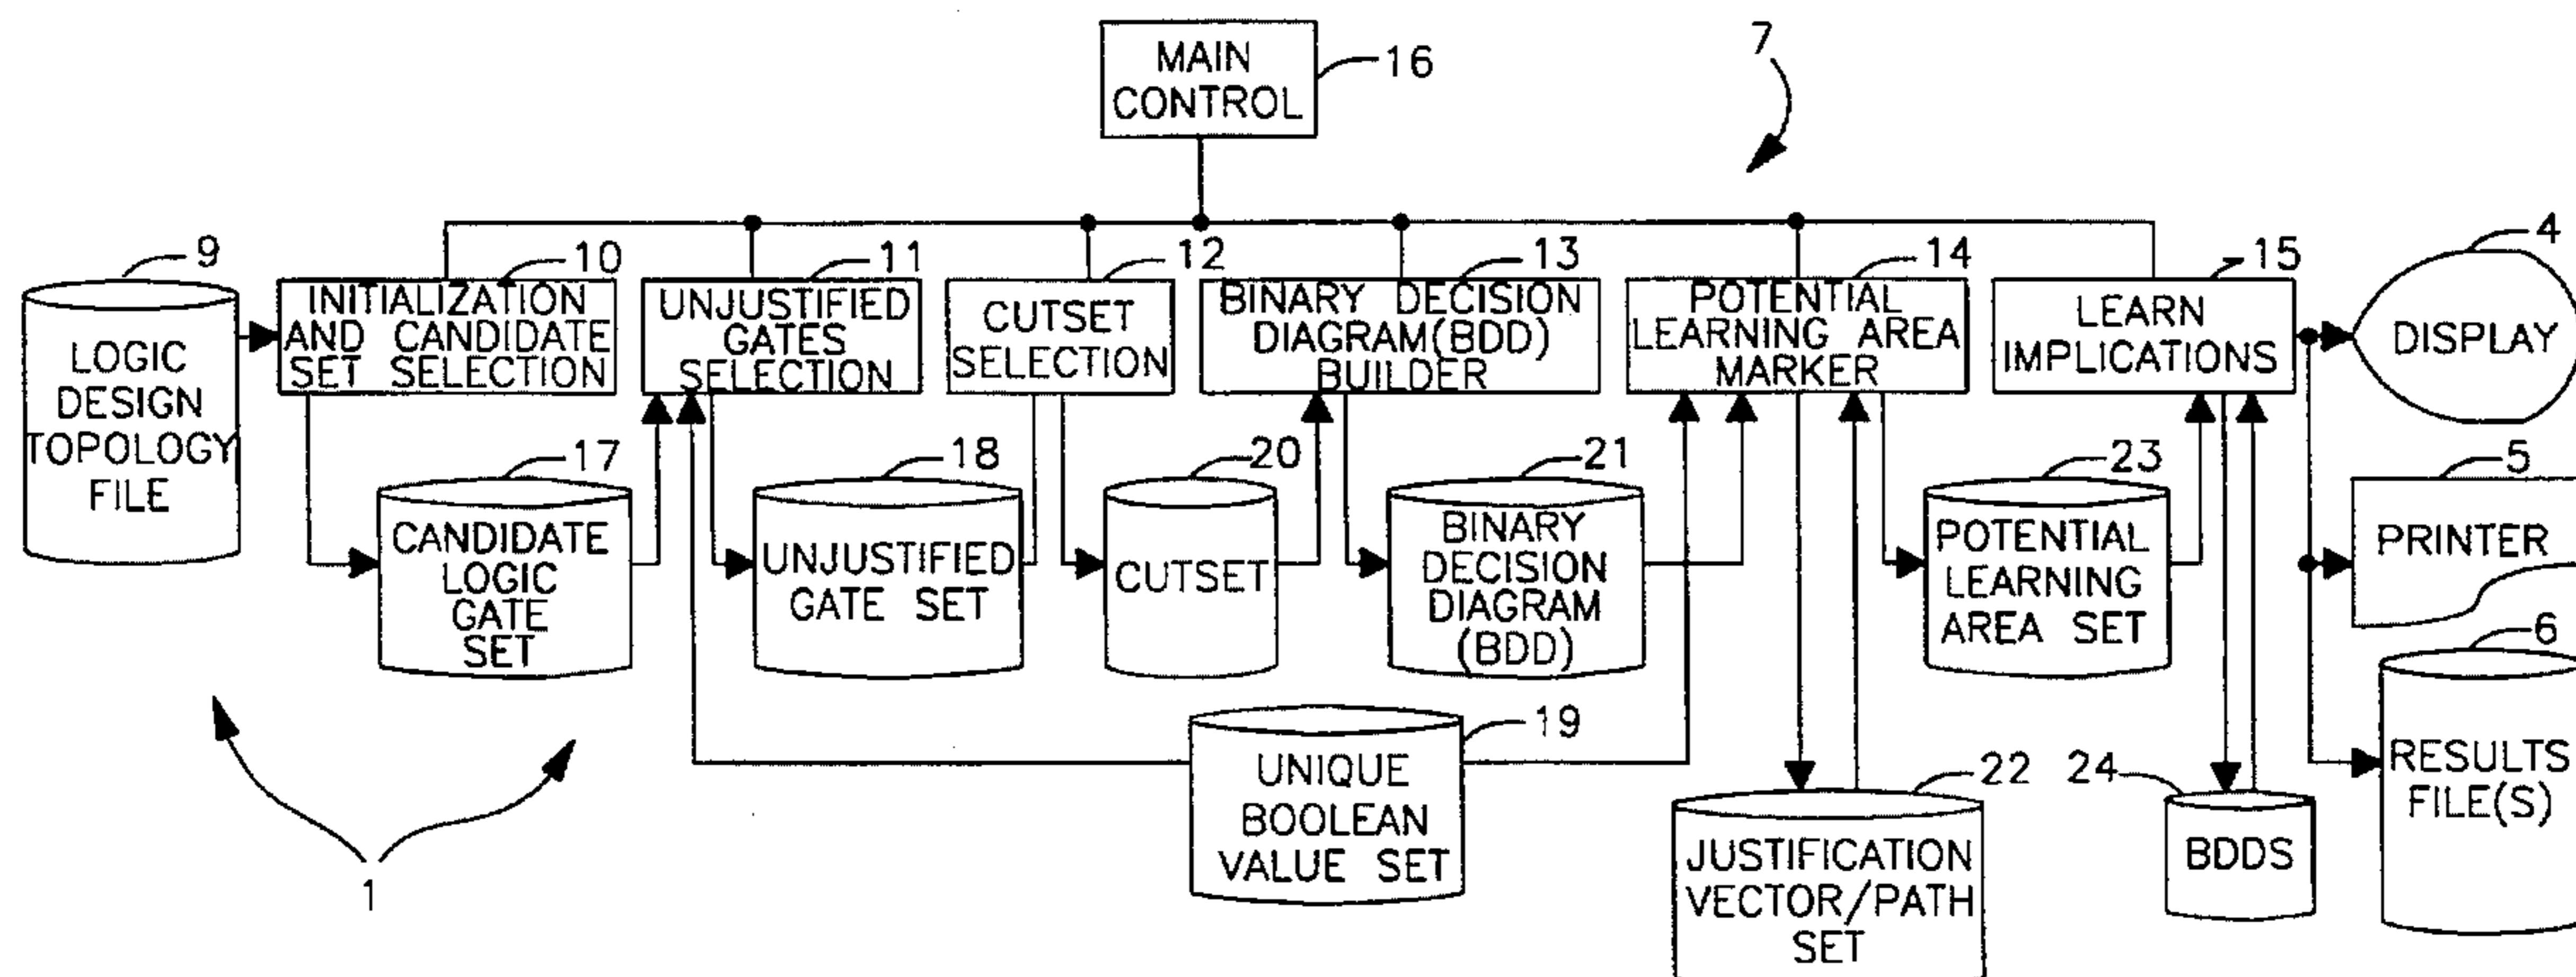 MAIN
CONTROL
16
7
9
LOGIC
DESIGN
TOPOLOGY
FILE
10
INITIALIZATION
AND CANDIDATE
SET SELECTION
11
UNJUSTIFIED
GATES
SELECTION
12
CUTSET
SELECTION
13
BINARY DECISION
DIAGRAM(BDD)
BUILDER
14
POTENTIAL
LEARNING AREA
MARKER
15
LEARN
IMPLICATIONS
4
DISPLAY
17
CANDIDATE
LOGIC
GATE
SET
18
UNJUSTIFIED
GATE SET
20
CUTSET
21
BINARY
DECISION
DIAGRAM
(BDD)
23
POTENTIAL
LEARNING
AREA SET
5
PRINTER
6
RESULTS
FILE(S)
19
UNIQUE
BOOLEAN
VALUE SET
22
JUSTIFICATION
VECTOR/PATH
SET
24
BDDS
1